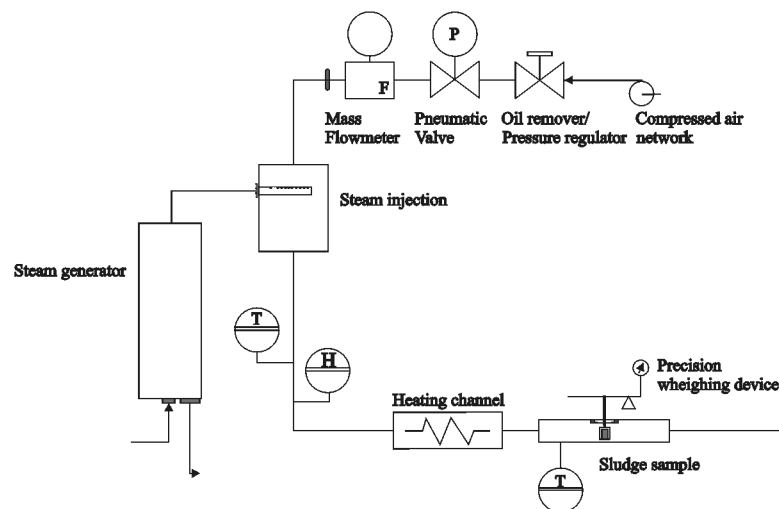 P
F
Mass
Flowmeter
Pneumatic
Valve
Oil remover/
Pressure regulator
Compressed air
network
Steam injection
Steam generator
T
H
Precision
wheighing device
Heating channel
Sludge sample
T